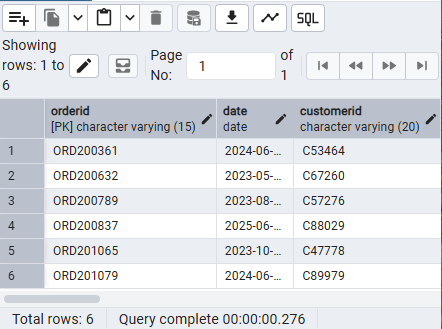 SQL
Showing rows: 1 to 6
Page No: 1 of 1
orderid date customerid
[PK] character varying (15) date character varying (20)
1 ORD200361 2024-06-... C53464
2 ORD200632 2023-05-... C67260
3 ORD200789 2023-08-... C57276
4 ORD200837 2025-06-... C88029
5 ORD201065 2023-10-... C47778
6 ORD201079 2024-06-... C89979
Total rows: 6 Query complete 00:00:00.276